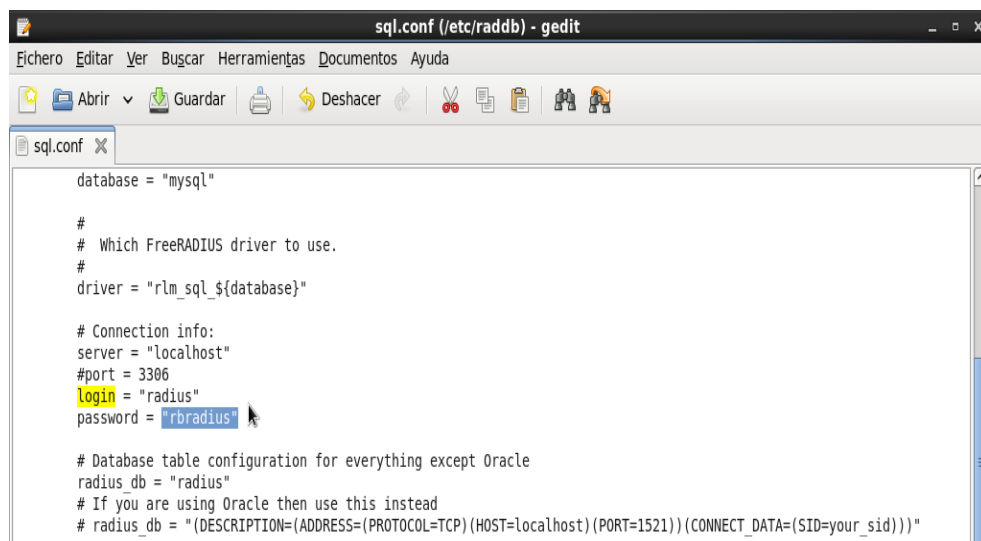 sql.conf (/etc/raddb) - gedit
Fichero Editar Ver Buscar Herramientas Documentos Ayuda
Abrir Guardar Deshacer
sql.conf
database = "mysql"
#
# Which FreeRADIUS driver to use.
#
driver = "rlm_sql_${database}"
# Connection info:
server = "localhost"
#port = 3306
login = "radius"
password = "rbradius"
# Database table configuration for everything except Oracle
radius_db = "radius"
# If you are using Oracle then use this instead
# radius_db = "(DESCRIPTION=(ADDRESS=(PROTOCOL=TCP)(HOST=localhost)(PORT=1521))(CONNECT_DATA=(SID=your_sid)))"